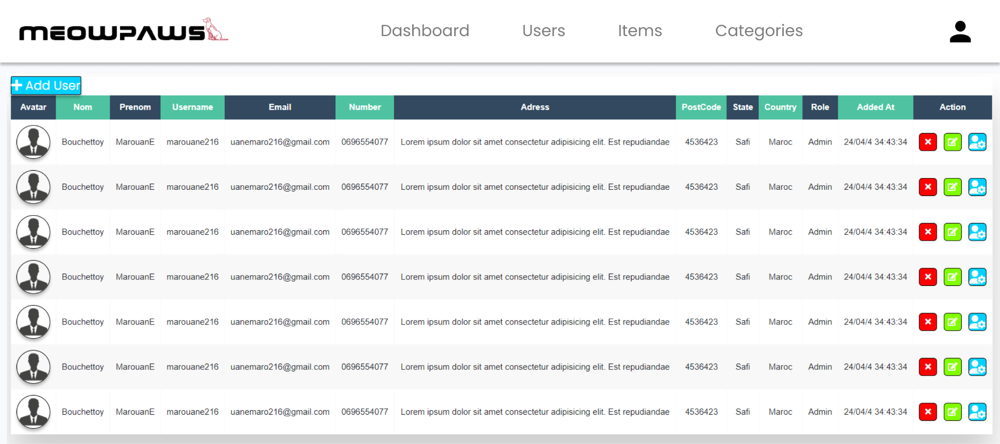 MEOWPAWS Dashboard Users Items Categories
Add User
Avatar Nom Prenom Username Email Number Adress PostCode State Country Role Added At Action
Bouchettoy MarouanE marouane216 uanemaro216@gmail.com 0696554077 Lorem ipsum dolor sit amet consectetur adipisicing elit. Est repudiandae 4536423 Safi Maroc Admin 24/04/4 34:43:34
Bouchettoy MarouanE marouane216 uanemaro216@gmail.com 0696554077 Lorem ipsum dolor sit amet consectetur adipisicing elit. Est repudiandae 4536423 Safi Maroc Admin 24/04/4 34:43:34
Bouchettoy MarouanE marouane216 uanemaro216@gmail.com 0696554077 Lorem ipsum dolor sit amet consectetur adipisicing elit. Est repudiandae 4536423 Safi Maroc Admin 24/04/4 34:43:34
Bouchettoy MarouanE marouane216 uanemaro216@gmail.com 0696554077 Lorem ipsum dolor sit amet consectetur adipisicing elit. Est repudiandae 4536423 Safi Maroc Admin 24/04/4 34:43:34
Bouchettoy MarouanE marouane216 uanemaro216@gmail.com 0696554077 Lorem ipsum dolor sit amet consectetur adipisicing elit. Est repudiandae 4536423 Safi Maroc Admin 24/04/4 34:43:34
Bouchettoy MarouanE marouane216 uanemaro216@gmail.com 0696554077 Lorem ipsum dolor sit amet consectetur adipisicing elit. Est repudiandae 4536423 Safi Maroc Admin 24/04/4 34:43:34
Bouchettoy MarouanE marouane216 uanemaro216@gmail.com 0696554077 Lorem ipsum dolor sit amet consectetur adipisicing elit. Est repudiandae 4536423 Safi Maroc Admin 24/04/4 34:43:34